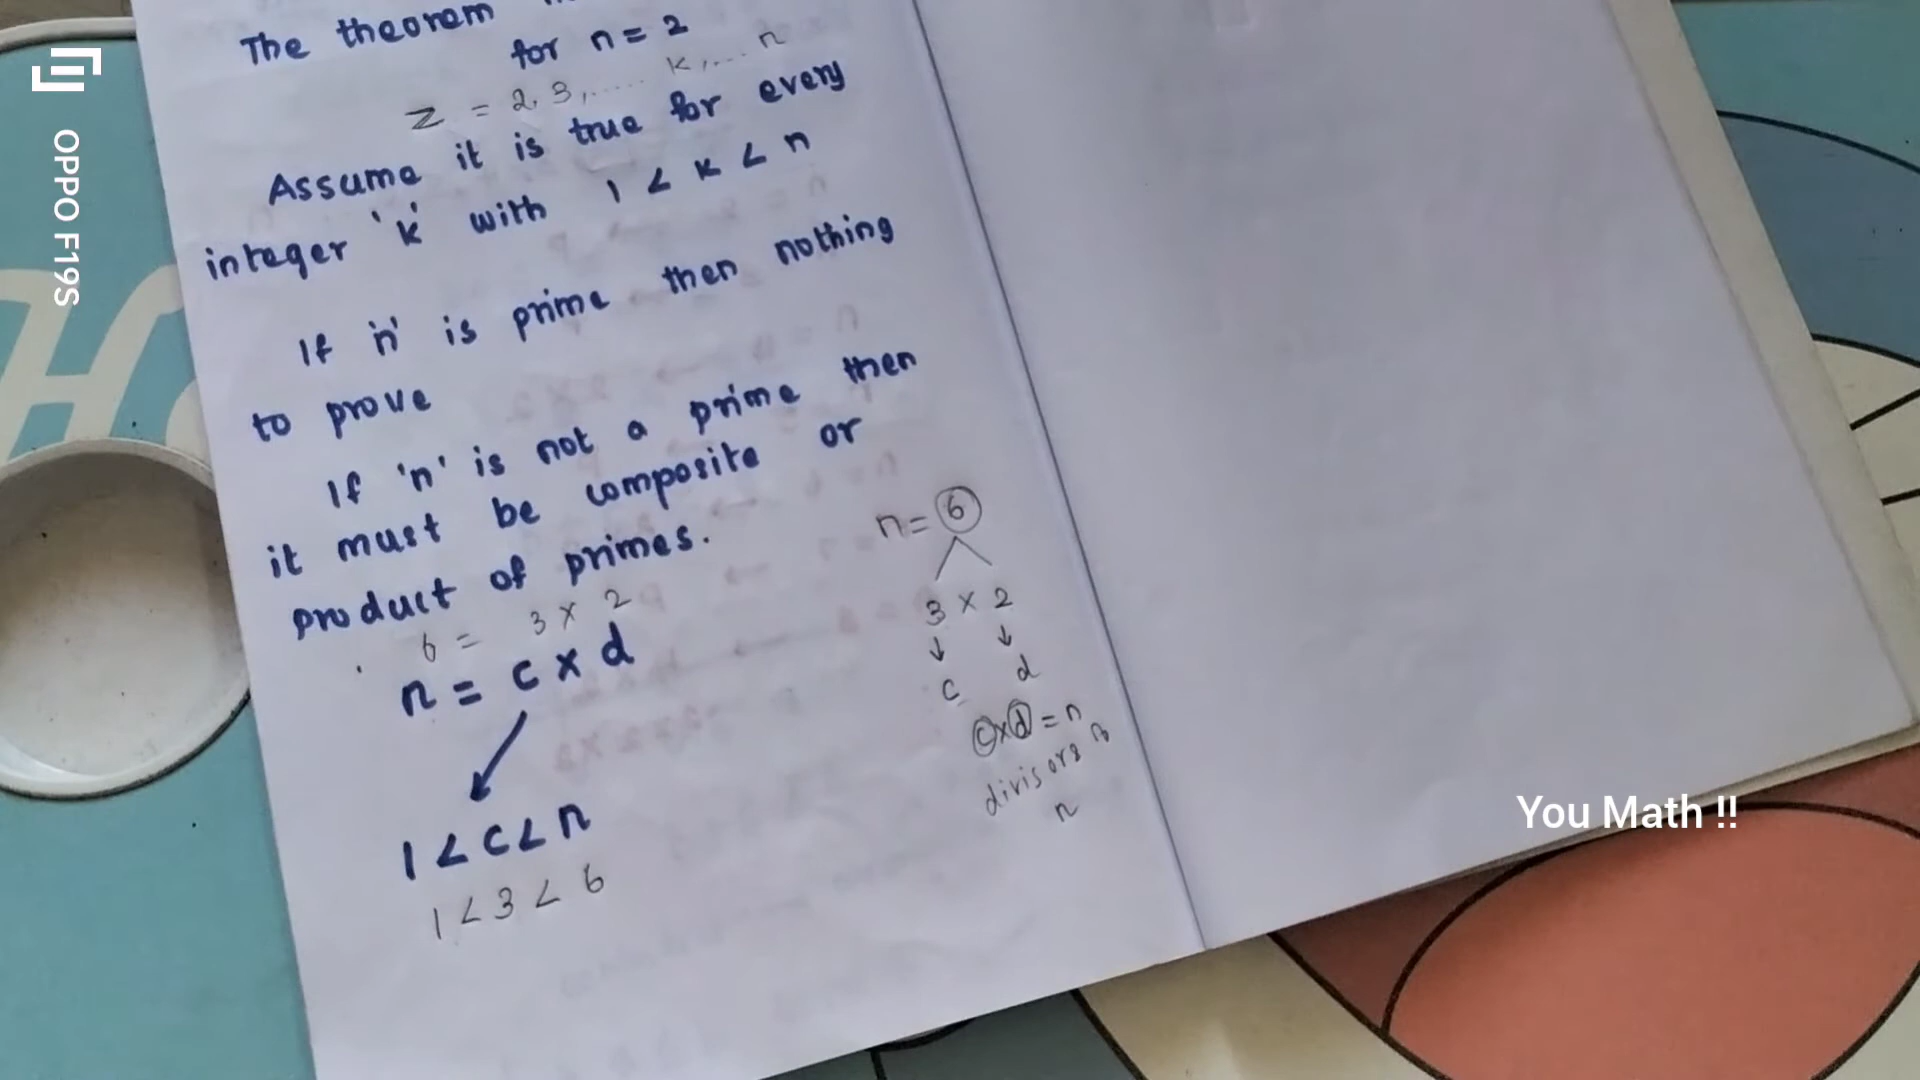 The theorem
for n = 2
Z = 2, 3, ..... k, ... n
Assume it is true for every
integer 'k' with 1 < k < n
If 'n' is prime then nothing
to prove
If 'n' is not a prime then
it must be composite or
product of primes.
6 = 3 x 2
n = c x d
1 < c < n
1 < 3 < 6
n = 6
3 x 2
↓ ↓
c d
c x d = n
divisors n
n
OPPO F19S
You Math !!